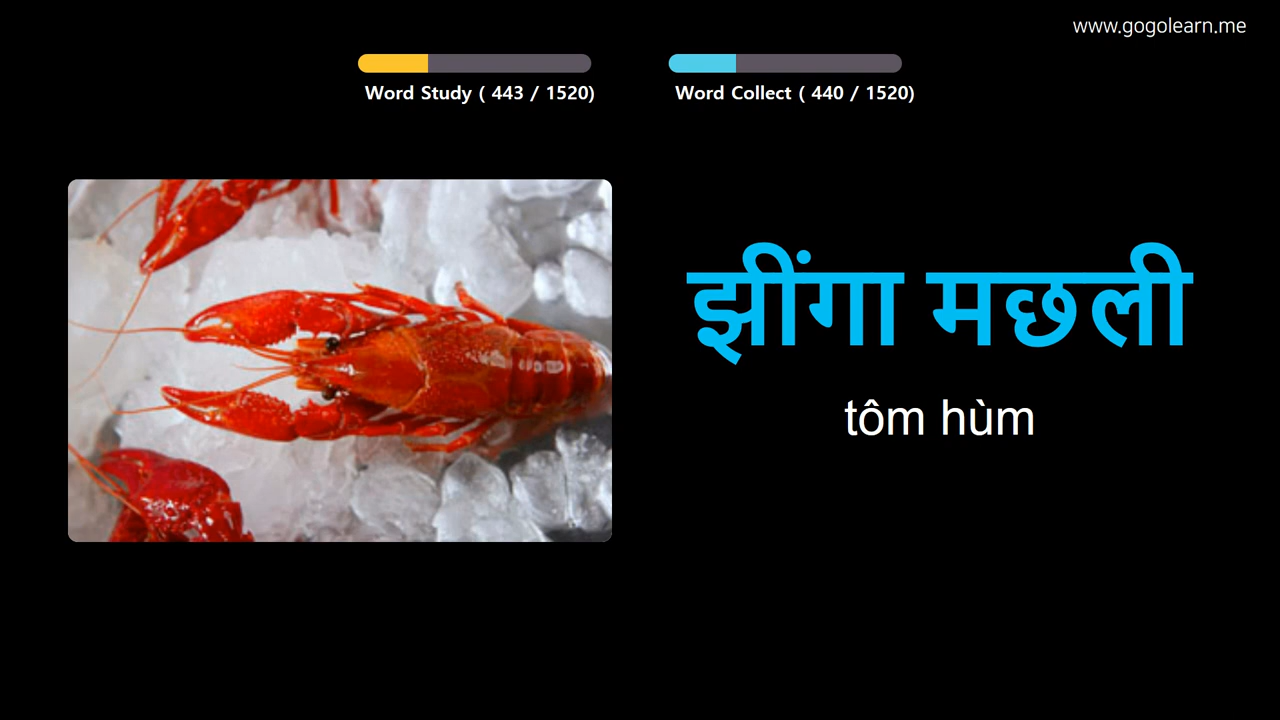 www.gogolearn.me
Word Study ( 443 / 1520)
Word Collect ( 440 / 1520)
झींगा मछली
tôm hùm